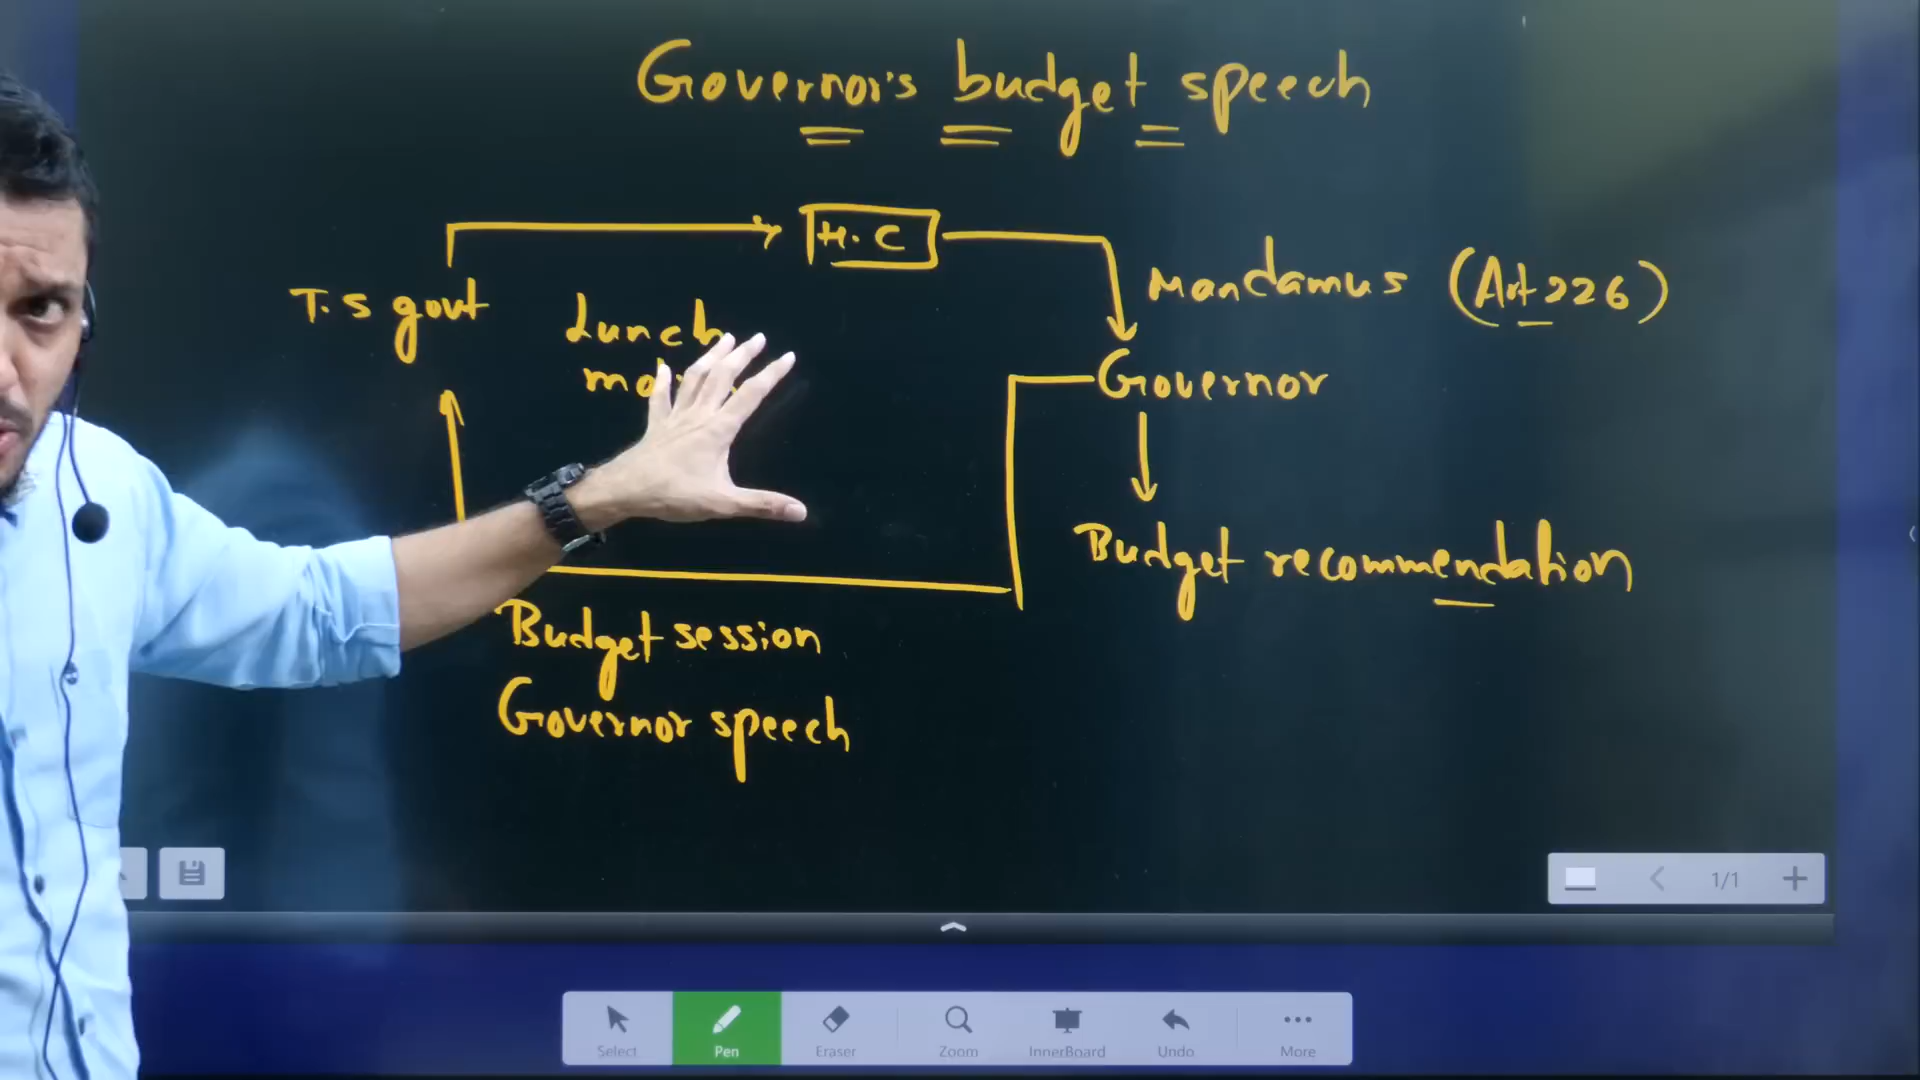 Governor's budget speech
H.C
Mandamus (Art 226)
T.S govt
Lunch
Governor
Budget recommendation
Budget session
Governor speech
1/1
Select
Pen
Eraser
Zoom
InnerBoard
Undo
More